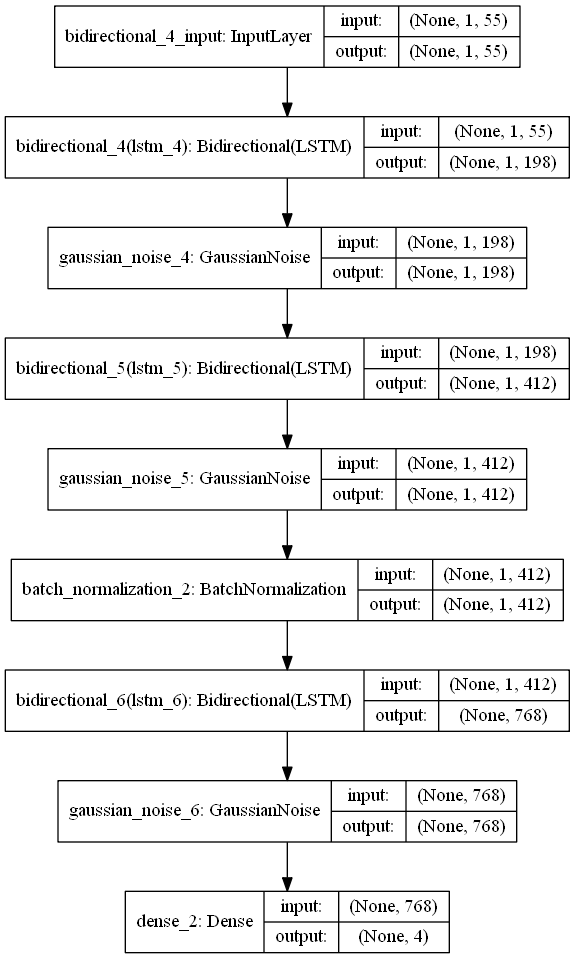 bidirectional_4_input: InputLayer
input: (None, 1, 55)
output: (None, 1, 55)
bidirectional_4(lstm_4): Bidirectional(LSTM)
input: (None, 1, 55)
output: (None, 1, 198)
gaussian_noise_4: GaussianNoise
input: (None, 1, 198)
output: (None, 1, 198)
bidirectional_5(lstm_5): Bidirectional(LSTM)
input: (None, 1, 198)
output: (None, 1, 412)
gaussian_noise_5: GaussianNoise
input: (None, 1, 412)
output: (None, 1, 412)
batch_normalization_2: BatchNormalization
input: (None, 1, 412)
output: (None, 1, 412)
bidirectional_6(lstm_6): Bidirectional(LSTM)
input: (None, 1, 412)
output: (None, 768)
gaussian_noise_6: GaussianNoise
input: (None, 768)
output: (None, 768)
dense_2: Dense
input: (None, 768)
output: (None, 4)